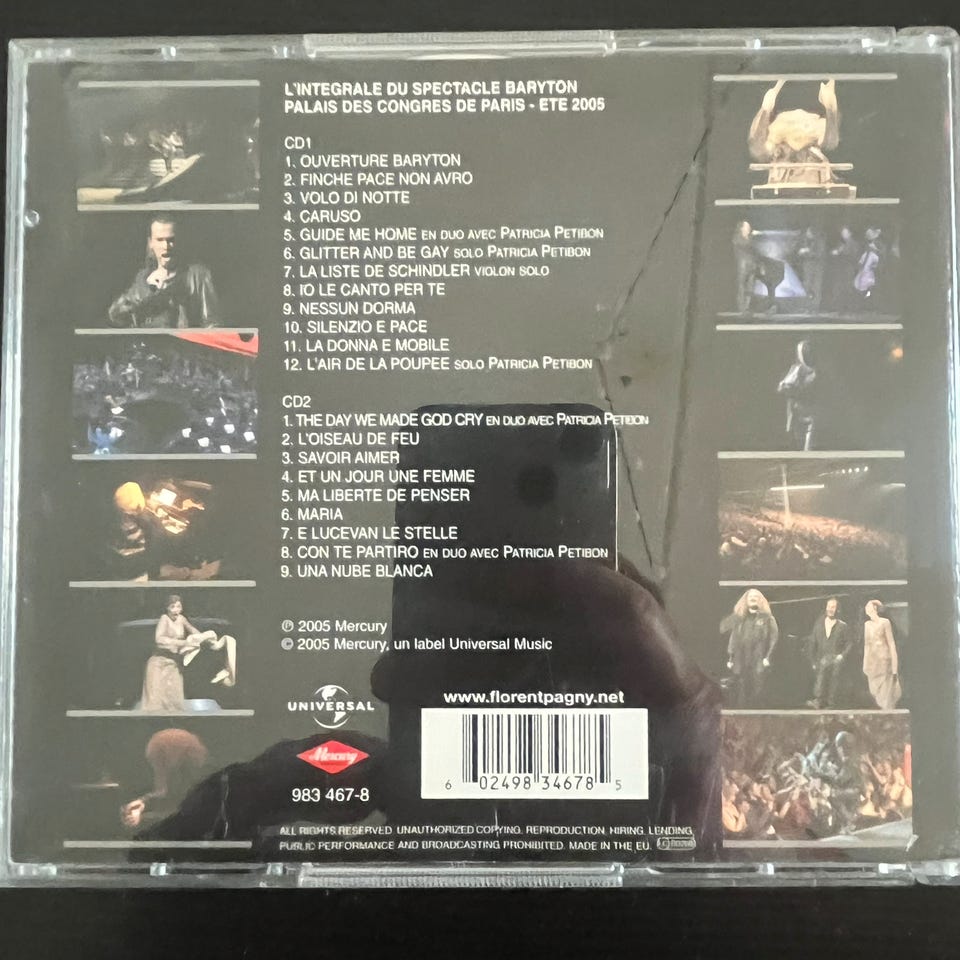 L'INTEGRALE DU SPECTACLE BARYTON
PALAIS DES CONGRES DE PARIS - ETE 2005
CD1
1. OUVERTURE BARYTON
2. FINCHE PACE NON AVRO
3. VOLO DI NOTTE
4. CARUSO
5. GUIDE ME HOME EN DUO AVEC PATRICIA PETIBON
6. GLITTER AND BE GAY SOLO PATRICIA PETIBON
7. LA LISTE DE SCHINDLER VIOLON SOLO
8. IO LE CANTO PER TE
9. NESSUN DORMA
10. SILENZIO E PACE
11. LA DONNA E MOBILE
12. L'AIR DE LA POUPEE SOLO PATRICIA PETIBON
CD2
1. THE DAY WE MADE GOD CRY EN DUO AVEC PATRICIA PETIBON
2. L'OISEAU DE FEU
3. SAVOIR AIMER
4. ET UN JOUR UNE FEMME
5. MA LIBERTE DE PENSER
6. MARIA
7. E LUCEVAN LE STELLE
8. CON TE PARTIRO EN DUO AVEC PATRICIA PETIBON
9. UNA NUBE BLANCA
℗ 2005 Mercury
© 2005 Mercury, un label Universal Music
www.florentpagny.net
UNIVERSAL
Mercury
983 467-8
6 02498 34678 5
ALL RIGHTS RESERVED. UNAUTHORIZED COPYING, REPRODUCTION, HIRING, LENDING,
PUBLIC PERFORMANCE AND BROADCASTING PROHIBITED. MADE IN THE EU.